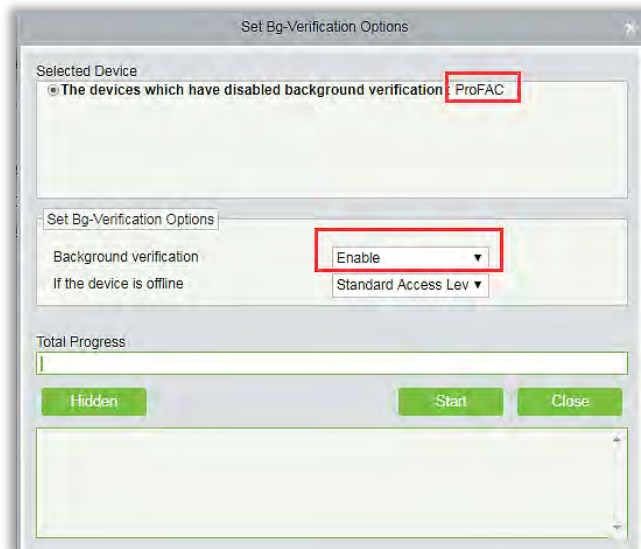 Set Bg-Verification Options
Selected Device
The devices which have disabled background verification : ProFAC
Set Bg-Verification Options
Background verification Enable
If the device is offline Standard Access Lev
Total Progress
Hidden Start Close